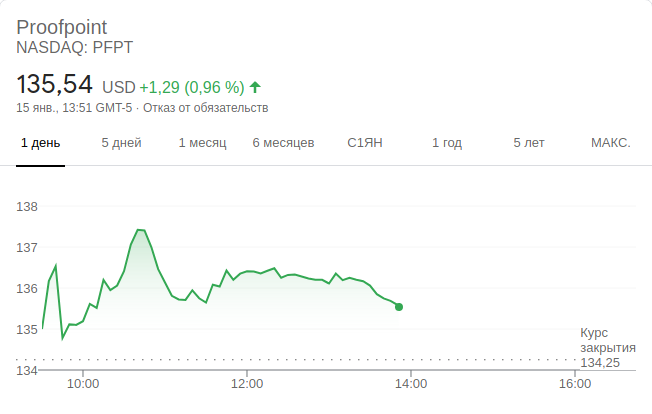 Proofpoint
NASDAQ: PFPT
135,54 USD +1,29 (0,96 %)
15 янв., 13:51 GMT-5 · Отказ от обязательств
1 день 5 дней 1 месяц 6 месяцев С1ЯН 1 год 5 лет МАКС.
138
137
136
135
134
Курс
закрытия
134,25
10:00 12:00 14:00 16:00